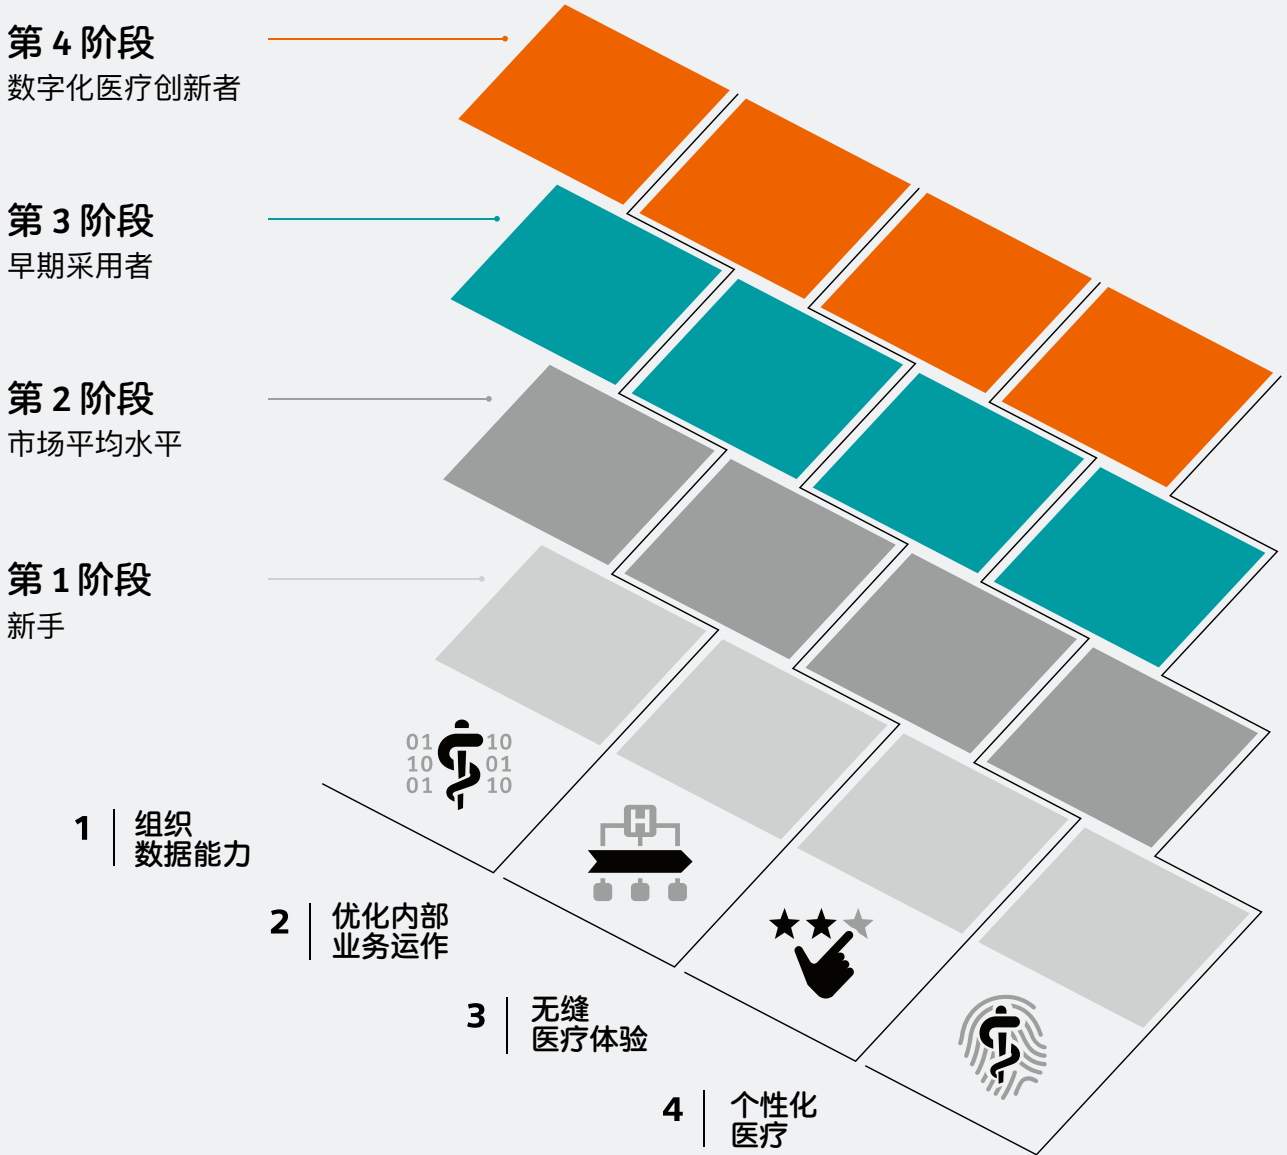 第 4 阶段
数字化医疗创新者
第 3 阶段
早期采用者
第 2 阶段
市场平均水平
第 1 阶段
新手
01 10
10 01
01 10
1 组织
数据能力
H
2 优化内部
业务运作
3 无缝
医疗体验
4 个性化
医疗